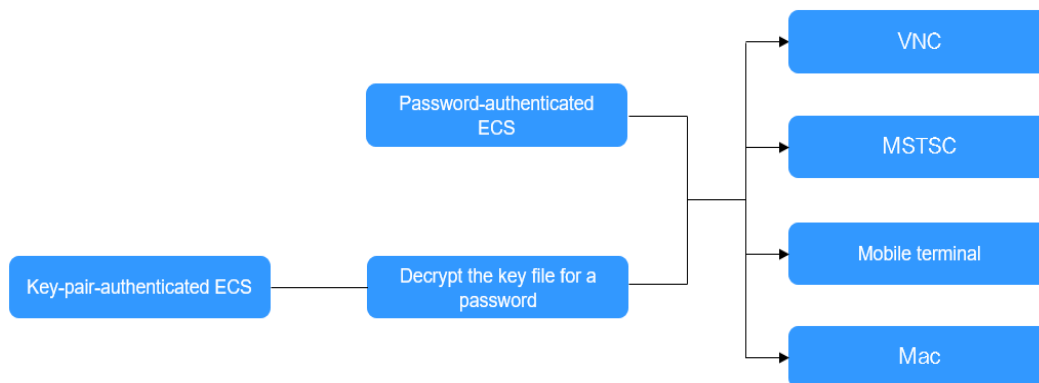 VNC
Password-authenticated
ECS
MSTSC
Mobile terminal
Key-pair-authenticated ECS
Decrypt the key file for a
password
Mac